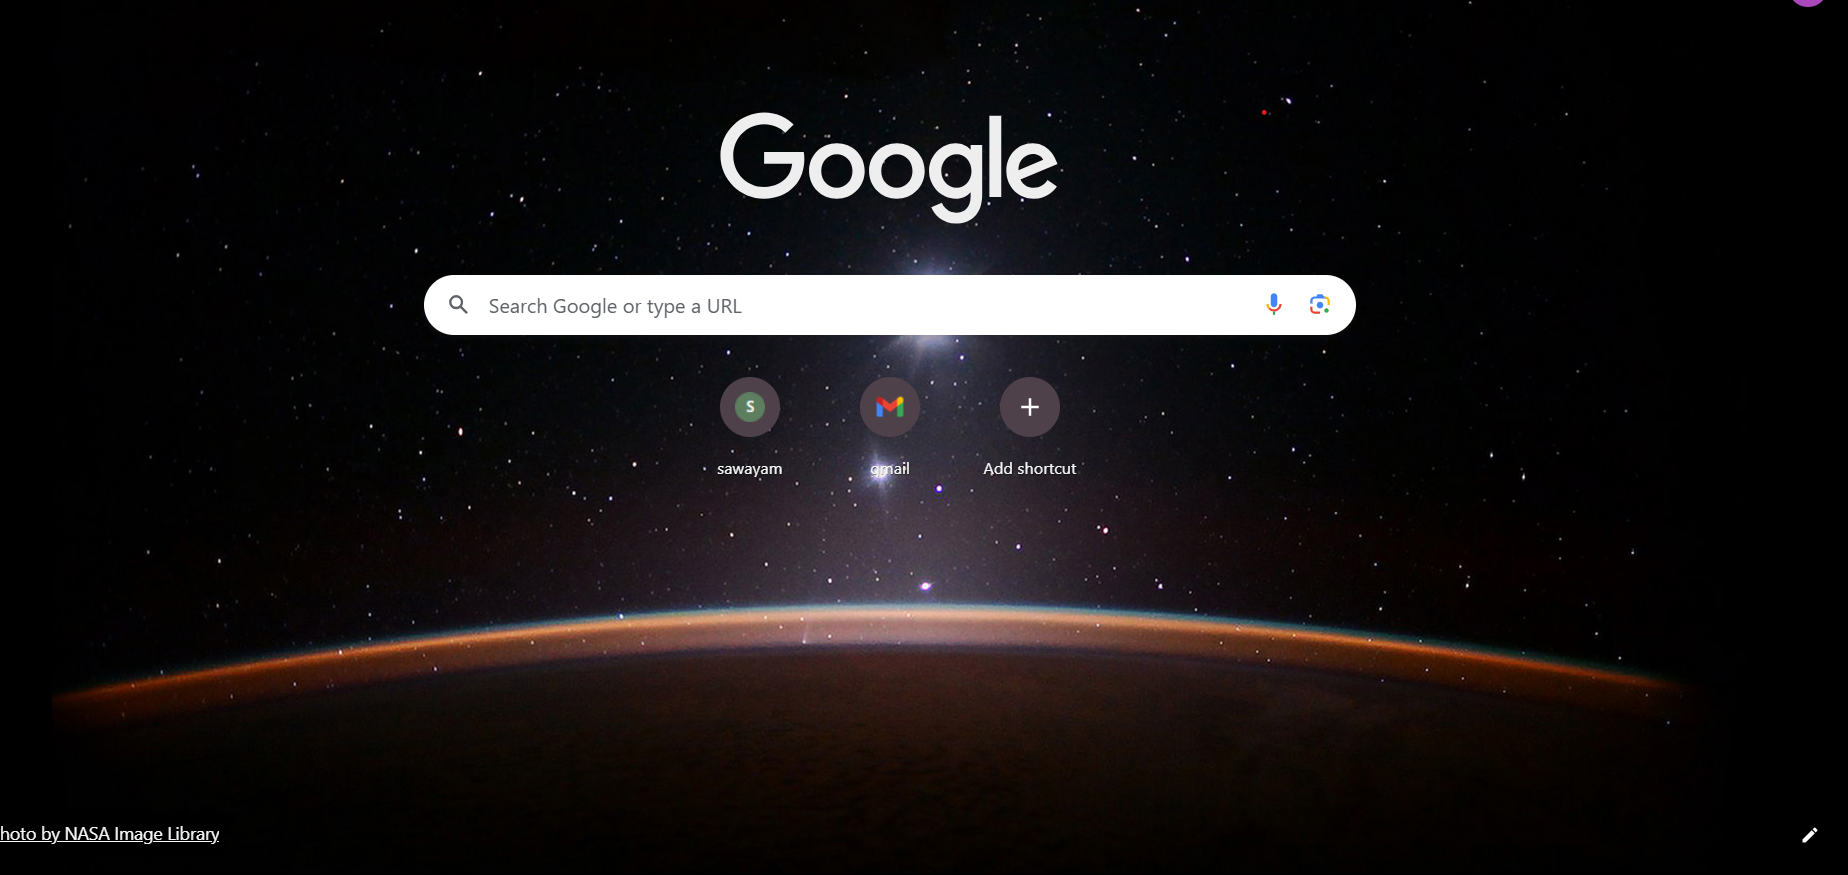 Google
Search Google or type a URL
S
sawayam
gmail
Add shortcut
hoto by NASA Image Library